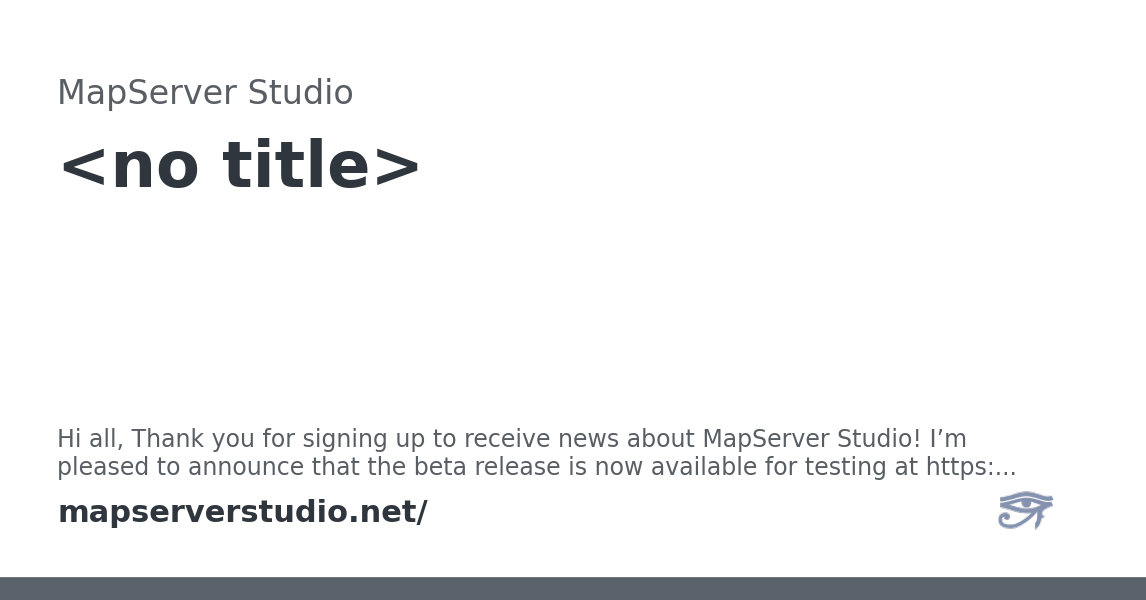 MapServer Studio
<no title>
Hi all, Thank you for signing up to receive news about MapServer Studio! I’m
pleased to announce that the beta release is now available for testing at https:...
mapserverstudio.net/